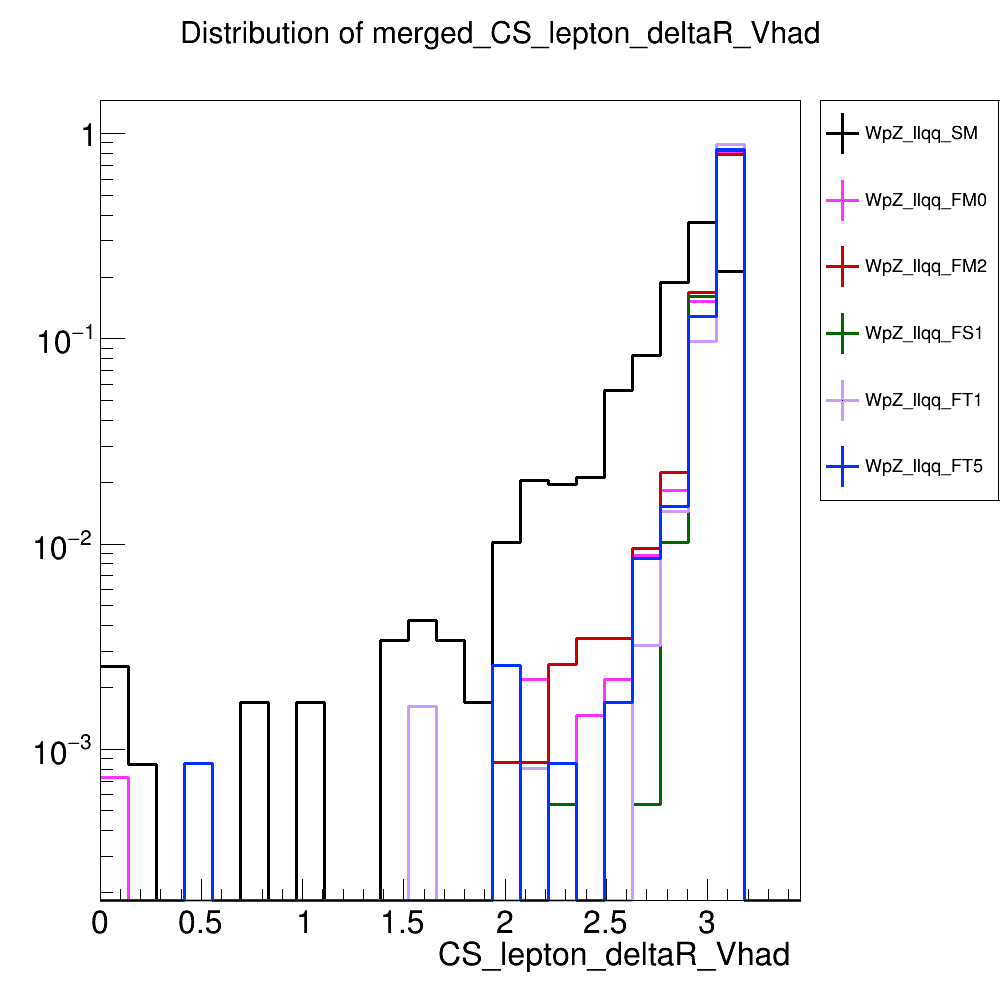 Distribution of merged_CS_lepton_deltaR_Vhad
1
10−1
10−2
10−3
0 0.5 1 1.5 2 2.5 3
CS_lepton_deltaR_Vhad
WpZ_llqq_SM
WpZ_llqq_FM0
WpZ_llqq_FM2
WpZ_llqq_FS1
WpZ_llqq_FT1
WpZ_llqq_FT5